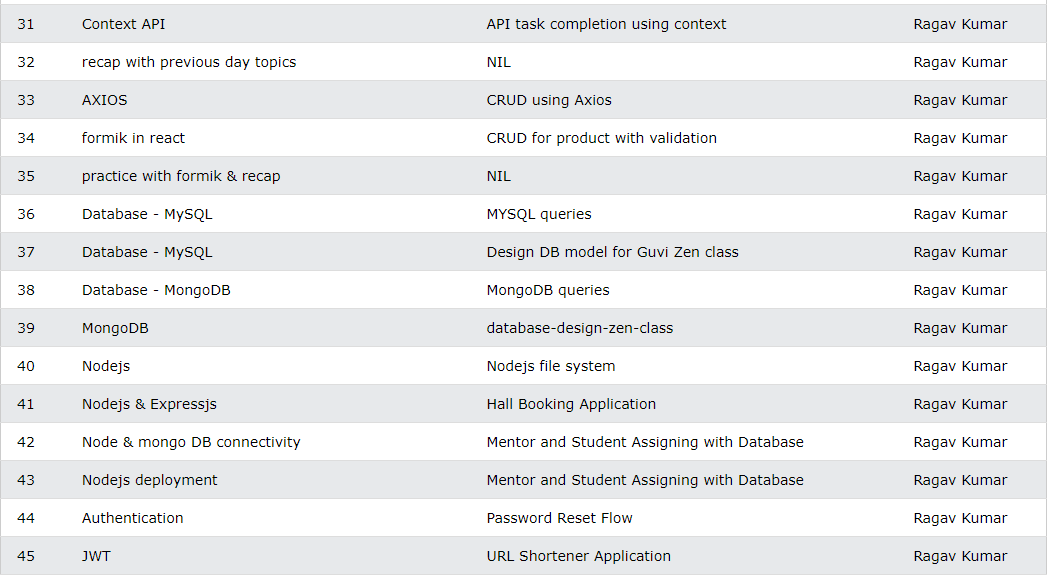 31 Context API API task completion using context Ragav Kumar
32 recap with previous day topics NIL Ragav Kumar
33 AXIOS CRUD using Axios Ragav Kumar
34 formik in react CRUD for product with validation Ragav Kumar
35 practice with formik & recap NIL Ragav Kumar
36 Database - MySQL MYSQL queries Ragav Kumar
37 Database - MySQL Design DB model for Guvi Zen class Ragav Kumar
38 Database - MongoDB MongoDB queries Ragav Kumar
39 MongoDB database-design-zen-class Ragav Kumar
40 Nodejs Nodejs file system Ragav Kumar
41 Nodejs & Expressjs Hall Booking Application Ragav Kumar
42 Node & mongo DB connectivity Mentor and Student Assigning with Database Ragav Kumar
43 Nodejs deployment Mentor and Student Assigning with Database Ragav Kumar
44 Authentication Password Reset Flow Ragav Kumar
45 JWT URL Shortener Application Ragav Kumar